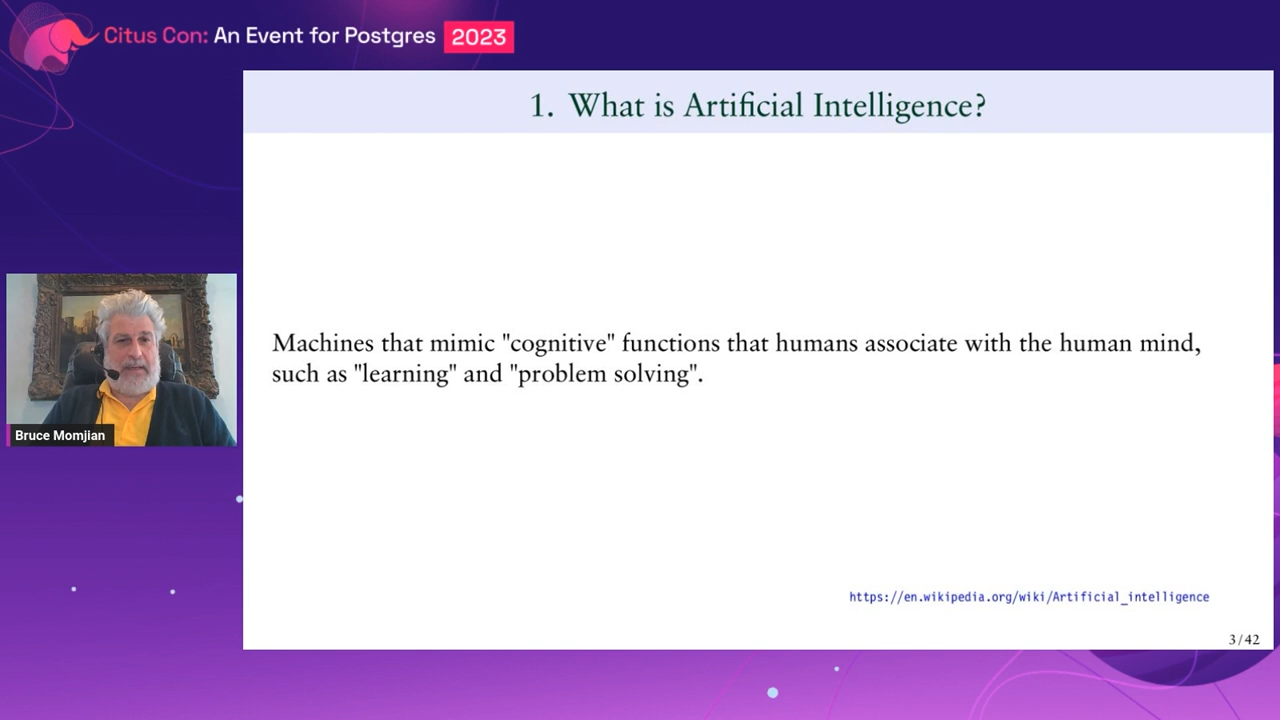 Citus Con: An Event for Postgres 2023
1. What is Artificial Intelligence?
Machines that mimic "cognitive" functions that humans associate with the human mind,
such as "learning" and "problem solving".
Bruce Momjian
https://en.wikipedia.org/wiki/Artificial_intelligence
3/42